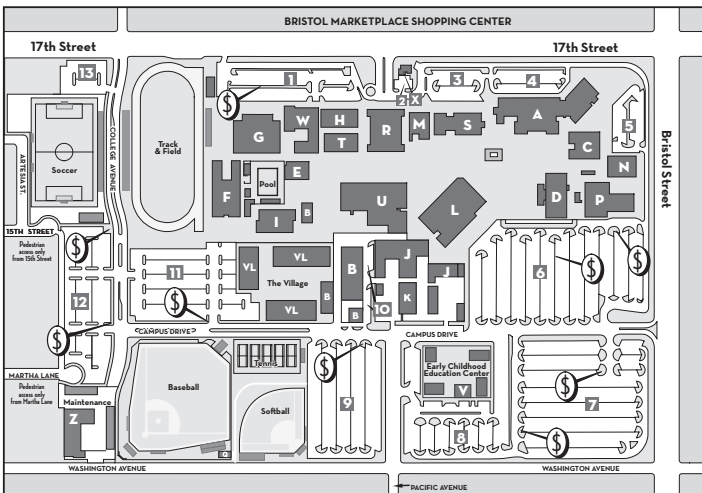 BRISTOL MARKETPLACE SHOPPING CENTER
17th Street
17th Street
13
1
$
2
X
3
4
5
COLLEGE AVENUE
ARTESIA ST.
Soccer
Track
& Field
G
W
H
T
R
M
S
A
C
N
Bristol Street
F
Pool
E
I
B
U
L
D
P
15TH STREET
Pedestrian
access only
from 15th Street
$
12
$
11
$
VL
VL
The Village
VL
B
B
B
10
J
J
K
6
$
$
CAMPUS DRIVE
CAMPUS DRIVE
MARTHA LANE
Pedestrian
access only
from Martha Lane
Maintenance
Z
Baseball
Tennis
Softball
$
9
Early Childhood
Education Center
V
8
$
7
$
WASHINGTON AVENUE
WASHINGTON AVENUE
PACIFIC AVENUE